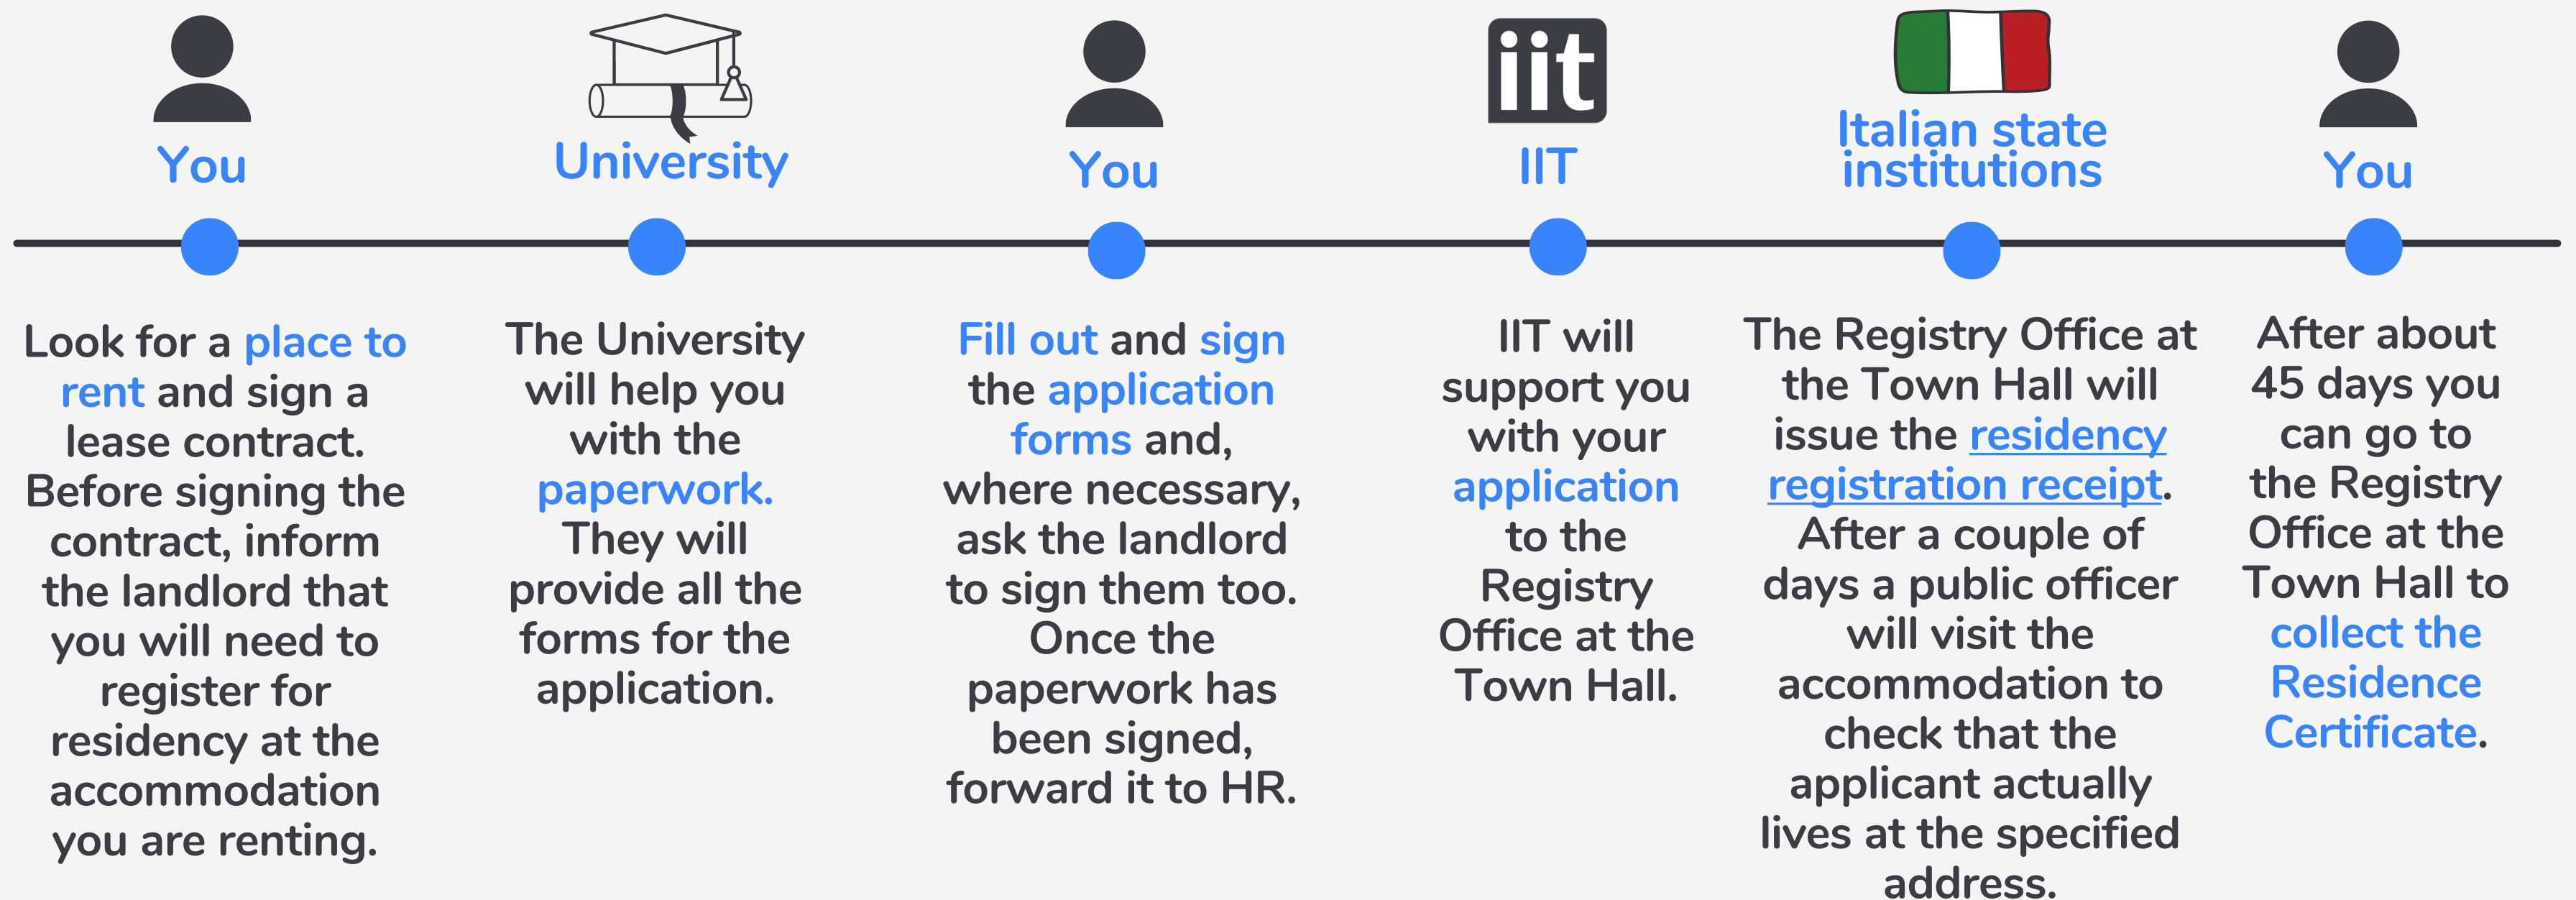 You
University
You
iit
IIT
Italian state
institutions
You
Look for a place to
rent and sign a
lease contract.
Before signing the
contract, inform
the landlord that
you will need to
register for
residency at the
accommodation
you are renting.
The University
will help you
with the
paperwork.
They will
provide all the
forms for the
application.
Fill out and sign
the application
forms and,
where necessary,
ask the landlord
to sign them too.
Once the
paperwork has
been signed,
forward it to HR.
IIT will
support you
with your
application
to the
Registry
Office at the
Town Hall.
The Registry Office at
the Town Hall will
issue the residency
registration receipt.
After a couple of
days a public officer
will visit the
accommodation to
check that the
applicant actually
lives at the specified
address.
After about
45 days you
can go to
the Registry
Office at the
Town Hall to
collect the
Residence
Certificate.